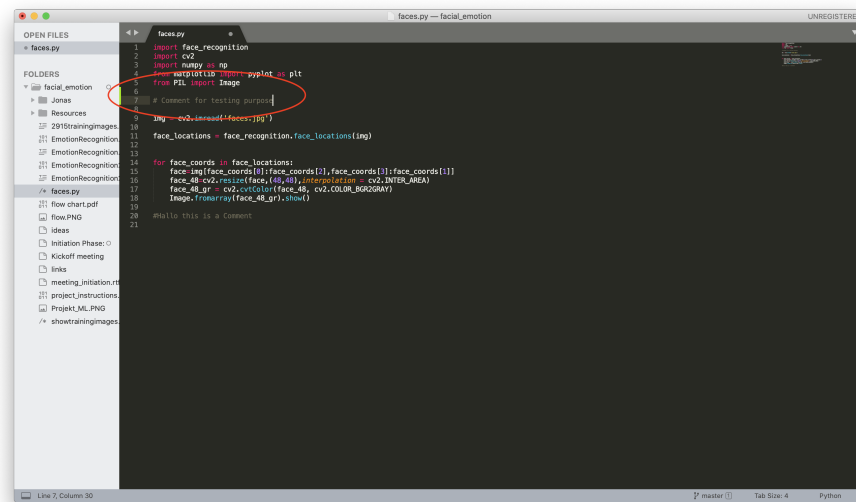 faces.py — facial_emotion
UNREGISTERE
OPEN FILES
faces.py
FOLDERS
facial_emotion
Jonas
Resources
2915trainingimages.
EmotionRecognition.
EmotionRecognition.
EmotionRecognition
EmotionRecognition
faces.py
flow chart.pdf
flow.PNG
ideas
Initiation Phase:
Kickoff meeting
links
meeting_initiation.rtf
project_instructions.
Projekt_ML.PNG
showtrainingimages.
faces.py
1 import face_recognition
2 import cv2
3 import numpy as np
4 from matplotlib import pyplot as plt
5 from PIL import Image
6
7 # Comment for testing purpose
8
9 img = cv2.imread('faces.jpg')
10
11 face_locations = face_recognition.face_locations(img)
12
13
14 for face_coords in face_locations:
15 face=img[face_coords[0]:face_coords[2],face_coords[3]:face_coords[1]]
16 face_48=cv2.resize(face,(48,48),interpolation = cv2.INTER_AREA)
17 face_48_gr = cv2.cvtColor(face_48, cv2.COLOR_BGR2GRAY)
18 Image.fromarray(face_48_gr).show()
19
20 #Hallo this is a Comment
21
Line 7, Column 30
master
Tab Size: 4
Python